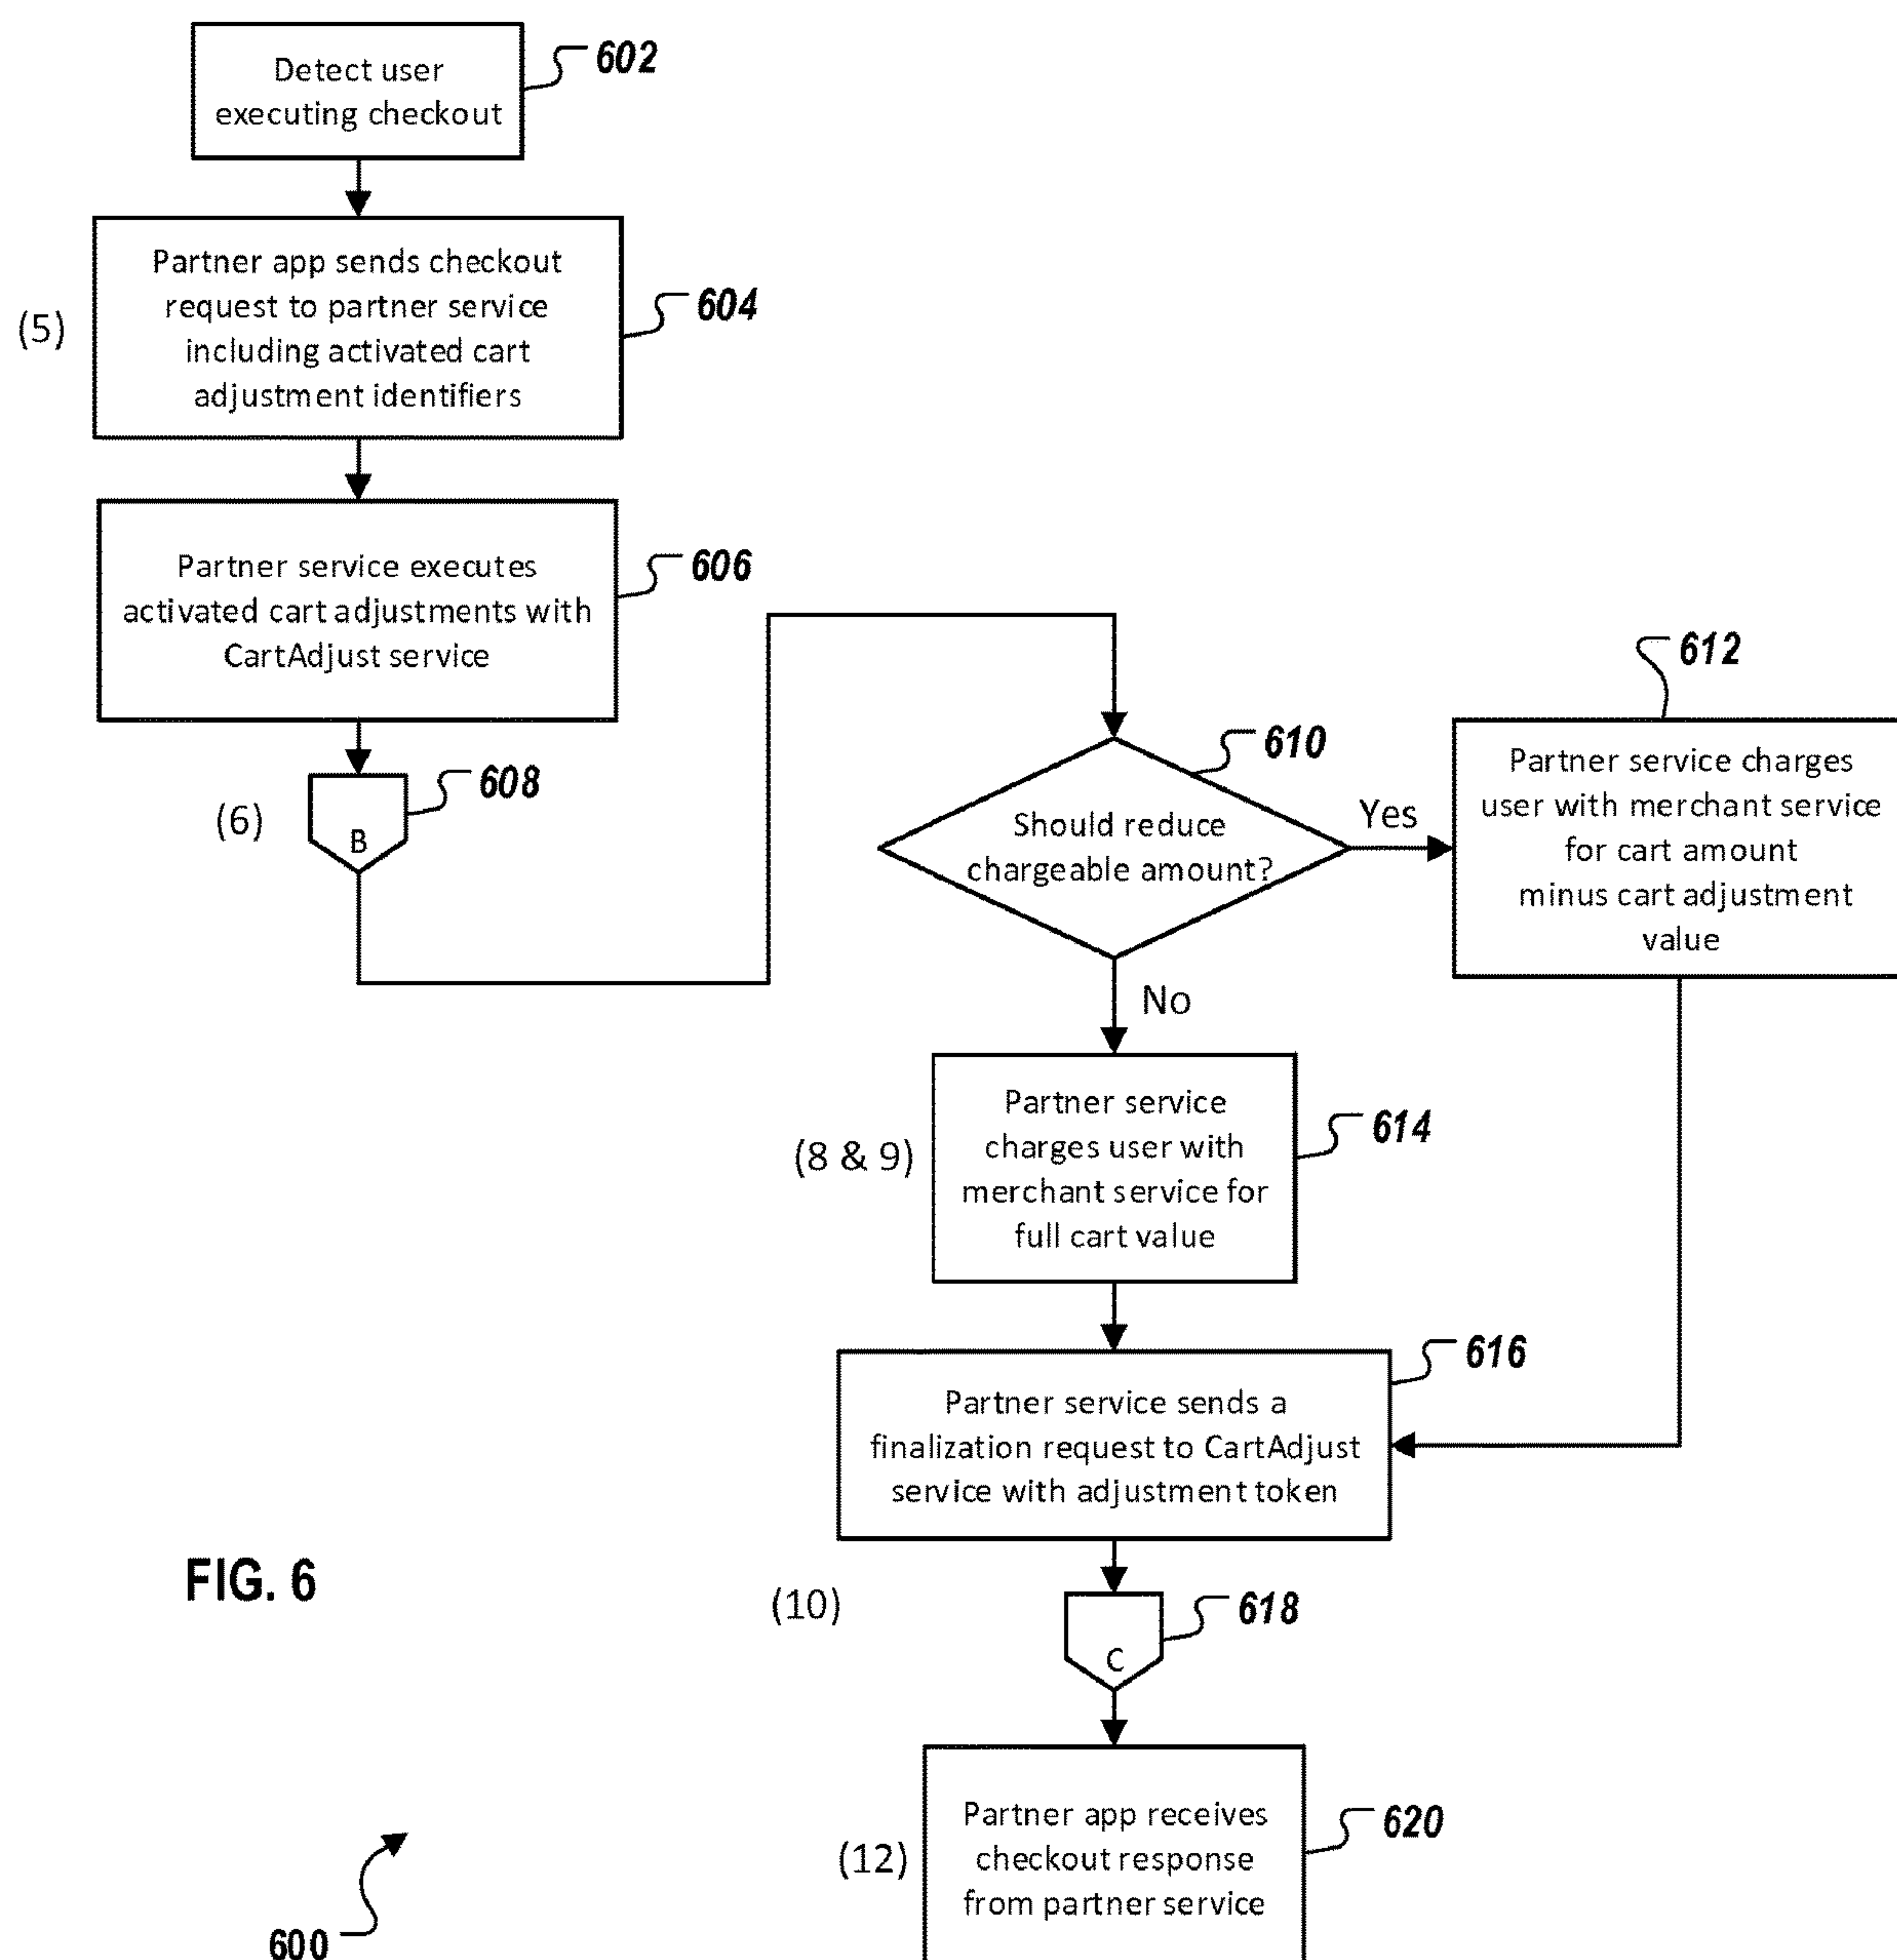 Detect user
executing checkout
602
Partner app sends checkout
request to partner service
including activated cart
adjustment identifiers
604
(5)
Partner service executes
activated cart adjustments with
CartAdjust service
606
608
(6)
B
610
Should reduce
chargeable amount?
Yes
No
612
Partner service charges
user with merchant service
for cart amount
minus cart adjustment
value
(8 & 9)
Partner service
charges user with
merchant service for
full cart value
614
616
Partner service sends a
finalization request to CartAdjust
service with adjustment token
FIG. 6
(10)
618
C
Partner app receives
checkout response
from partner service
620
(12)
600